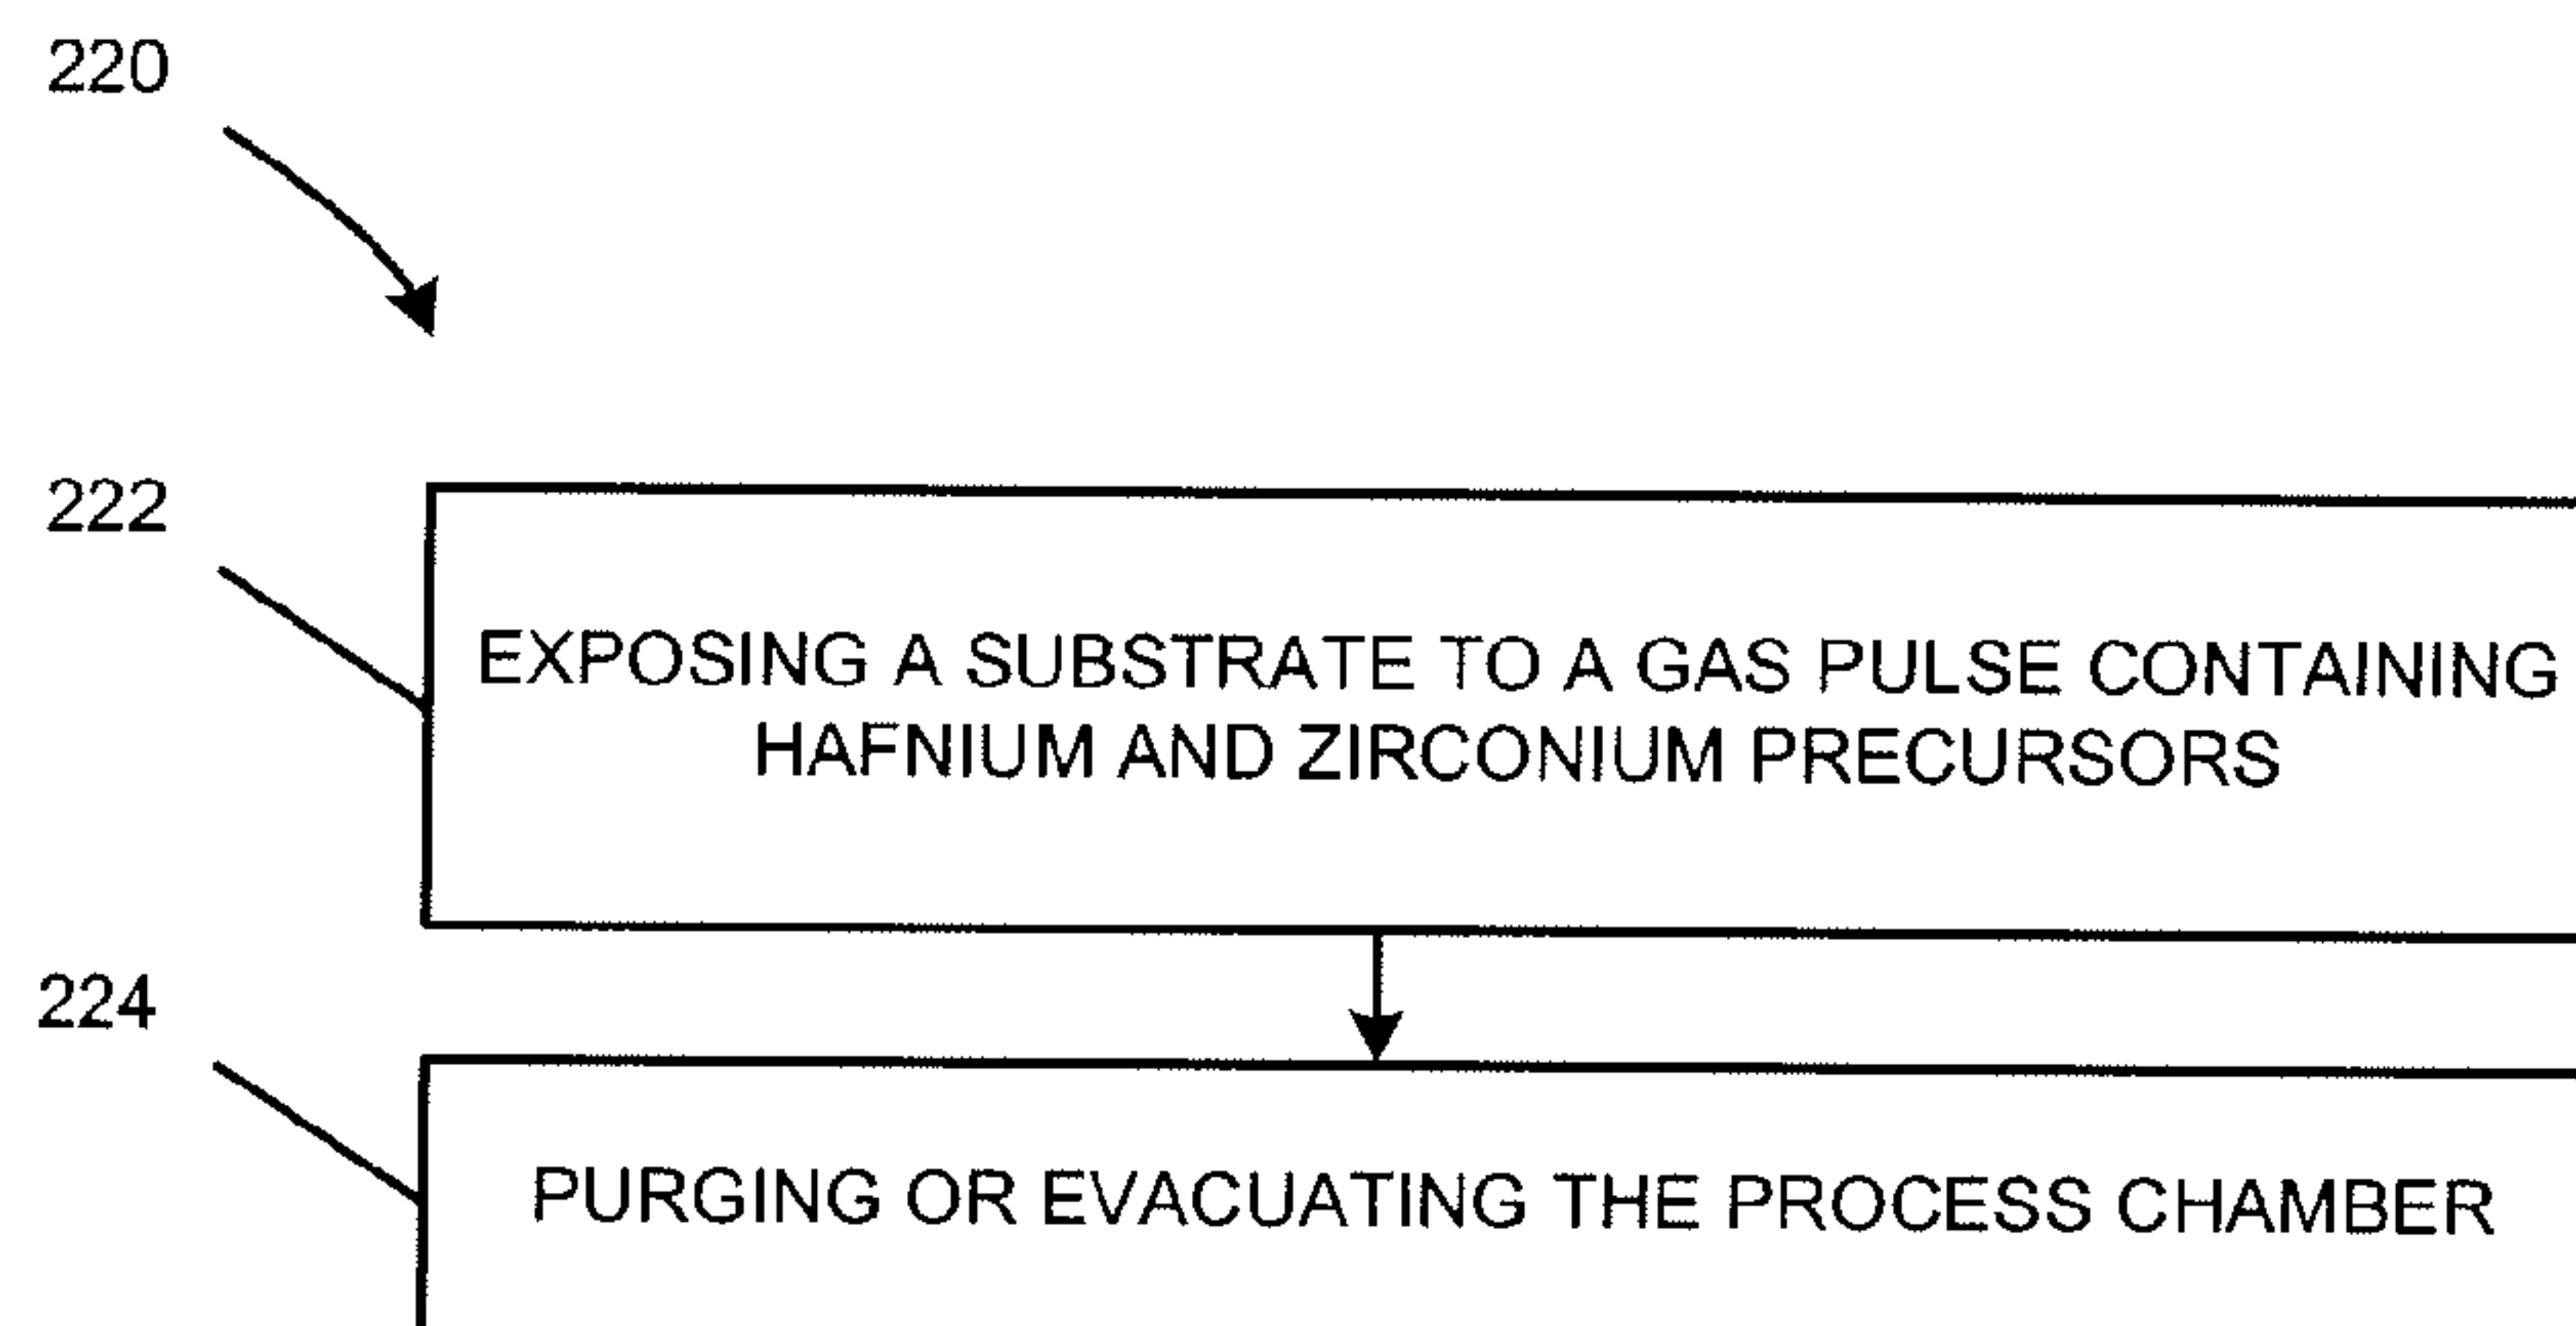 220
222
EXPOSING A SUBSTRATE TO A GAS PULSE CONTAINING
HAFNIUM AND ZIRCONIUM PRECURSORS
224
PURGING OR EVACUATING THE PROCESS CHAMBER